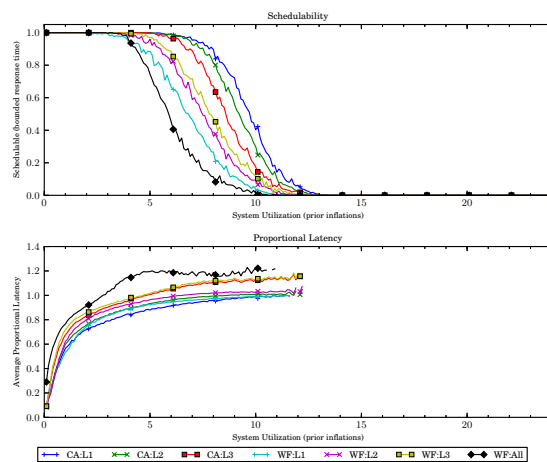 Schedulability
Schedulable (bounded response time)
1.0
0.8
0.6
0.4
0.2
0.0
0 5 10 15 20
System Utilization (prior inflations)
Proportional Latency
Average Proportional Latency
1.4
1.2
1.0
0.8
0.6
0.4
0.2
0.0
0 5 10 15 20
System Utilization (prior inflations)
CA:L1 CA:L2 CA:L3 WF:L1 WF:L2 WF:L3 WF:All